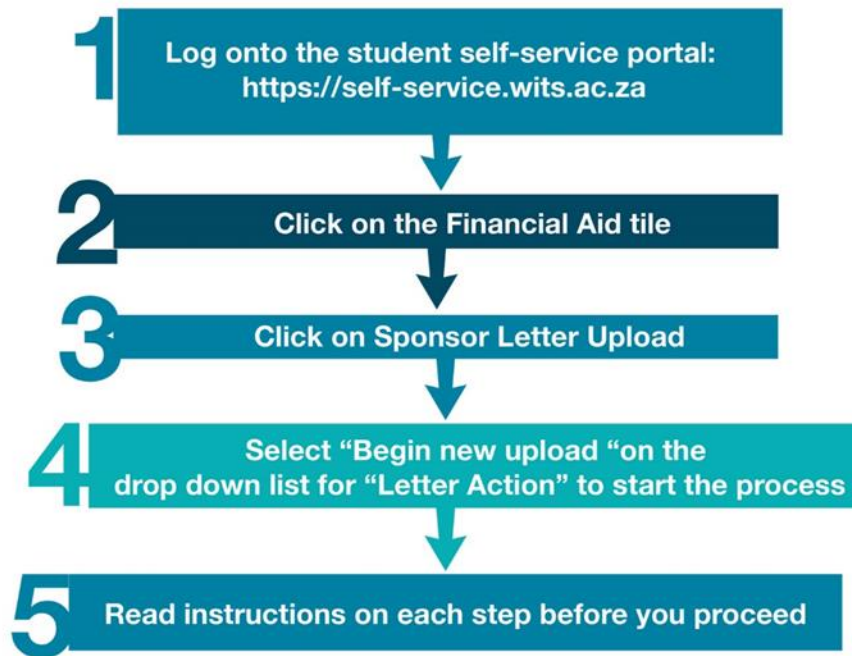 1
Log onto the student self-service portal:
https://self-service.wits.ac.za
2
Click on the Financial Aid tile
3
Click on Sponsor Letter Upload
4
Select “Begin new upload “on the
drop down list for “Letter Action” to start the process
5
Read instructions on each step before you proceed